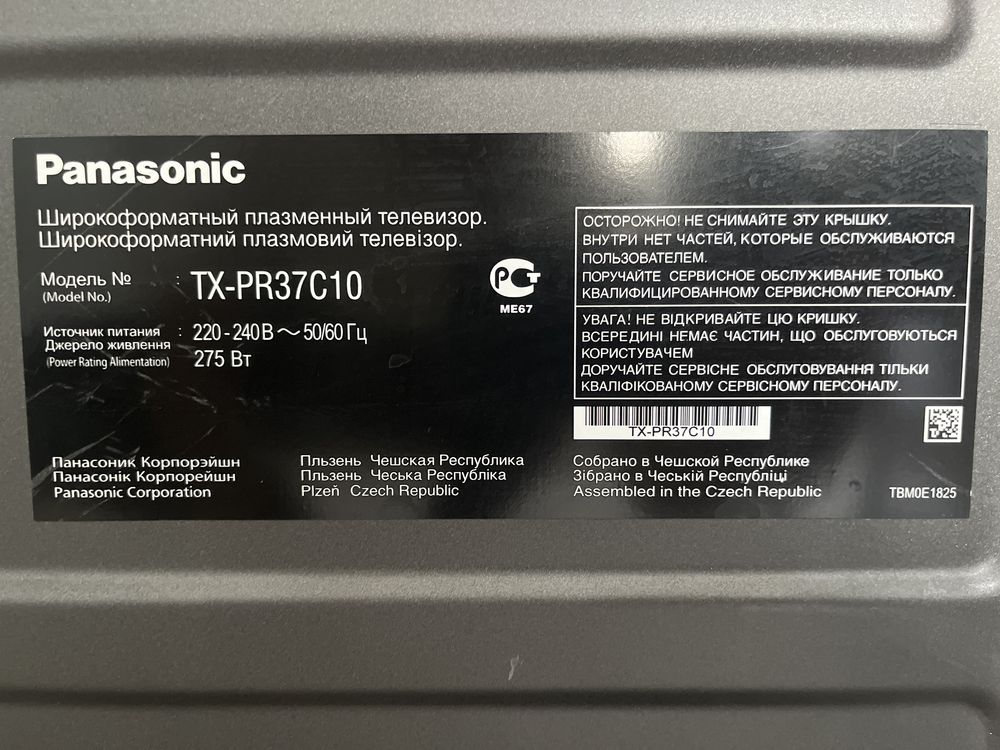 Panasonic
Широкоформатный плазменный телевизор.
Широкоформатний плазмовий телевізор.
Модель №
(Model No.)
: TX-PR37C10
Источник питания
Джерело живлення
(Power Rating Alimentation)
: 220-240В ~ 50/60 Гц
275 Вт
РСТ
ME67
ОСТОРОЖНО! НЕ СНИМАЙТЕ ЭТУ КРЫШКУ.
ВНУТРИ НЕТ ЧАСТЕЙ, КОТОРЫЕ ОБСЛУЖИВАЮТСЯ
ПОЛЬЗОВАТЕЛЕМ.
ПОРУЧАЙТЕ СЕРВИСНОЕ ОБСЛУЖИВАНИЕ ТОЛЬКО
КВАЛИФИЦИРОВАННОМУ СЕРВИСНОМУ ПЕРСОНАЛУ.
УВАГА! НЕ ВІДКРИВАЙТЕ ЦЮ КРИШКУ.
ВСЕРЕДИНІ НЕМАЄ ЧАСТИН, ЩО ОБСЛУГОВУЮТЬСЯ
КОРИСТУВАЧЕМ
ДОРУЧАЙТЕ СЕРВІСНЕ ОБСЛУГОВУВАННЯ ТІЛЬКИ
КВАЛІФІКОВАНОМУ СЕРВІСНОМУ ПЕРСОНАЛУ.
TX-PR37C10
Панасоник Корпорэйшн
Панасонік Корпорейшн
Panasonic Corporation
Пльзень Чешская Республика
Пльзень Чеська Республіка
Plzeň Czech Republic
Собрано в Чешской Республике
Зібрано в Чеській Республіці
Assembled in the Czech Republic
TBM0E1825